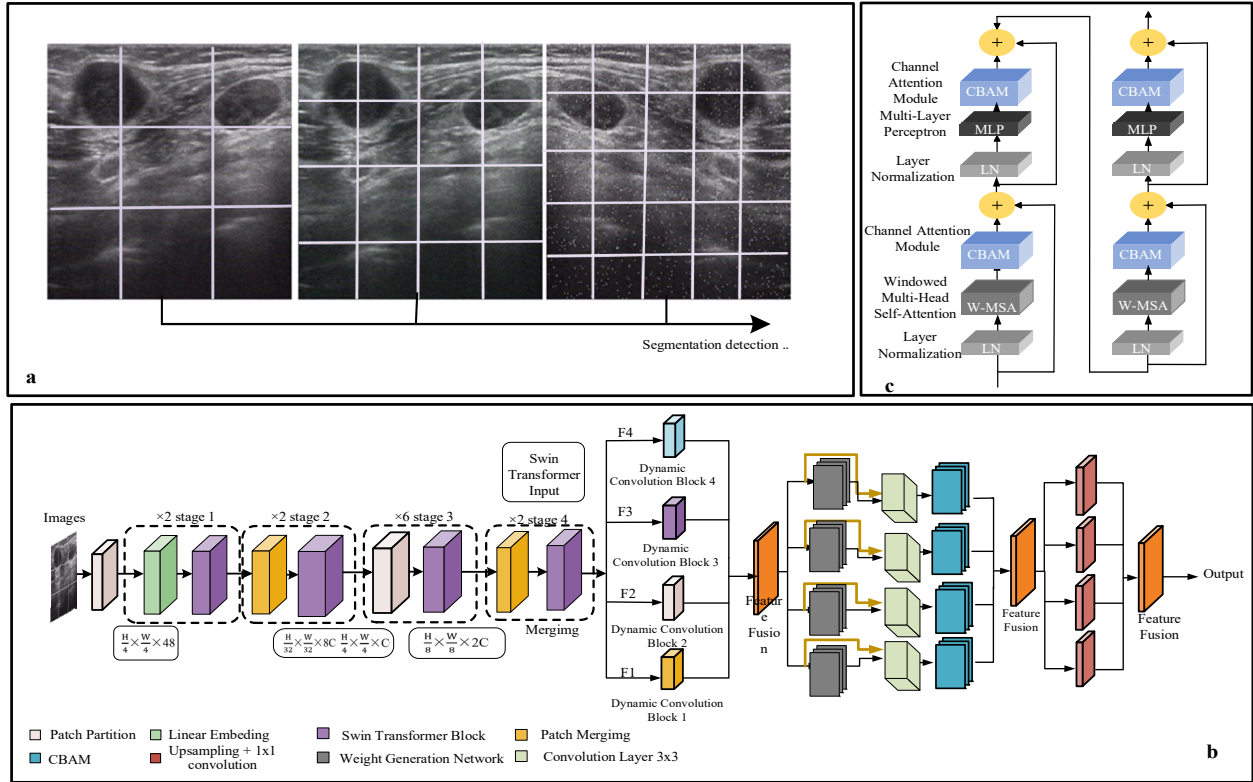 Segmentation detection ..
a
+
+
Channel
Attention
Module
CBAM
CBAM
Multi-Layer
Perceptron
MLP
MLP
Layer
Normalization
LN
LN
+
+
Channel Attention
Module
CBAM
CBAM
Windowed
Multi-Head
Self-Attention
W-MSA
W-MSA
Layer
Normalization
LN
LN
c
Images
×2 stage 1
×2 stage 2
×6 stage 3
×2 stage 4
Swin
Transformer
Input
Mergimg
H/4×W/4×48
H/32×W/32×8C H/4×W/4×C
H/8×W/8×2C
F4
Dynamic
Convolution Block 4
F3
Dynamic
Convolution Block 3
F2
Dynamic Convolution
Block 2
F1
Dynamic Convolution
Block 1
Featur
e
Fusio
n
Feature
Fusion
Feature
Fusion
Output
Patch Partition
Linear Embeding
Swin Transformer Block
Patch Mergimg
CBAM
Upsampling + 1x1
convolution
Weight Generation Network
Convolution Layer 3x3
b